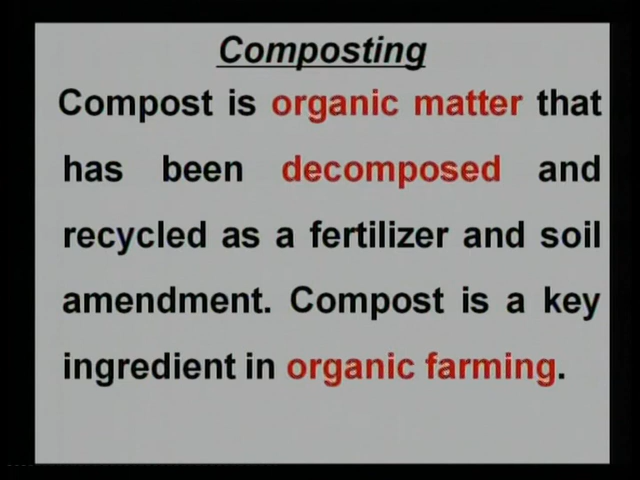 Composting
Compost is organic matter that
has been decomposed and
recycled as a fertilizer and soil
amendment. Compost is a key
ingredient in organic farming.